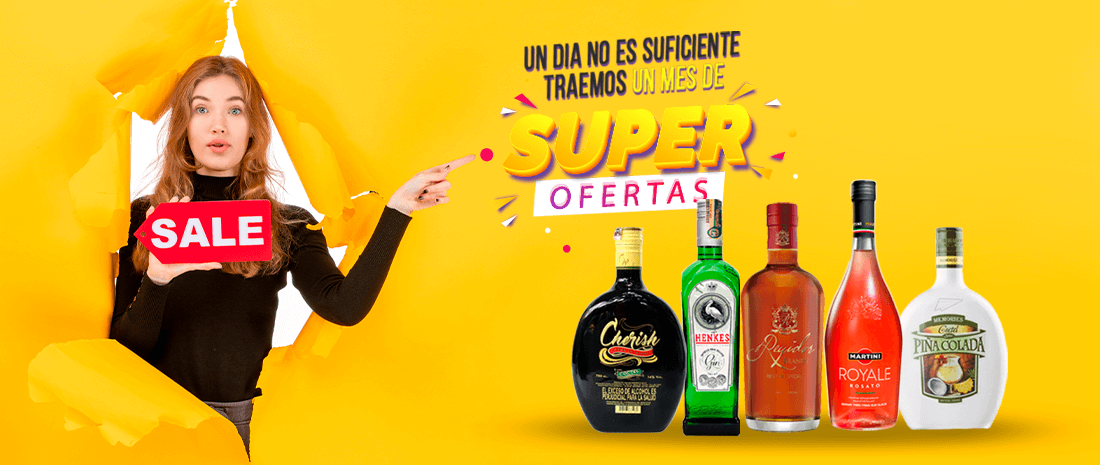 UN DIA NO ES SUFICIENTE
TRAEMOS UN MES DE
SUPER
OFERTAS
SALE
Cherish
EL EXCESO DE ALCOHOL ES
PERJUDICIAL PARA LA SALUD
HENKES
Gin
MARTINI
ROYALE
ROSATO
MEMORIES
PIÑA COLADA